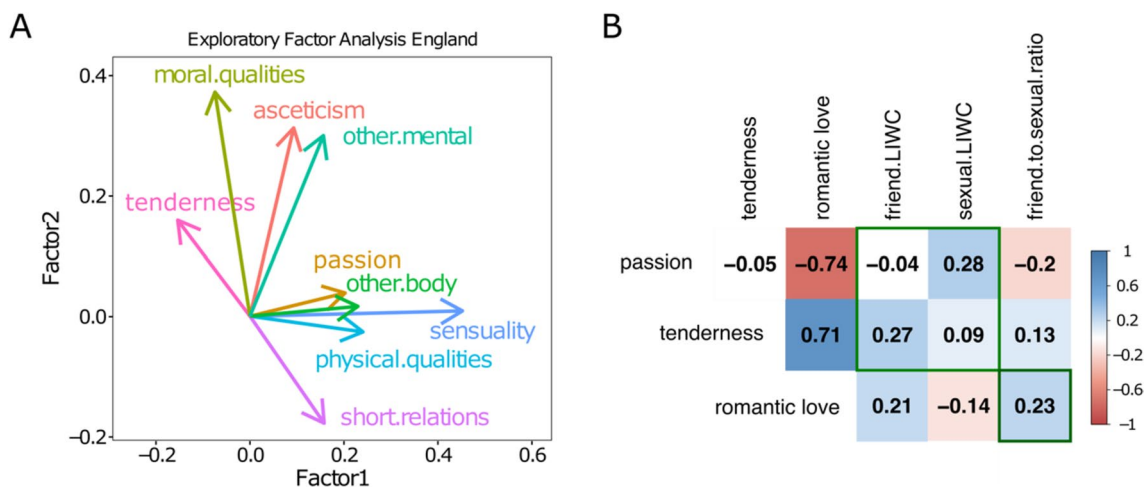 A
Exploratory Factor Analysis England
Factor2
0.4
0.2
0.0
−0.2
moral.qualities
asceticism
other.mental
tenderness
passion
other.body
sensuality
physical.qualities
short.relations
−0.2 0.0 0.2 0.4 0.6
Factor1
B
tenderness
romantic love
friend.LIWC
sexual.LIWC
friend.to.sexual.ratio
passion −0.05 −0.74 −0.04 0.28 −0.2
tenderness 0.71 0.27 0.09 0.13
romantic love 0.21 −0.14 0.23
1
0.6
0.2
−0.2
−0.6
−1